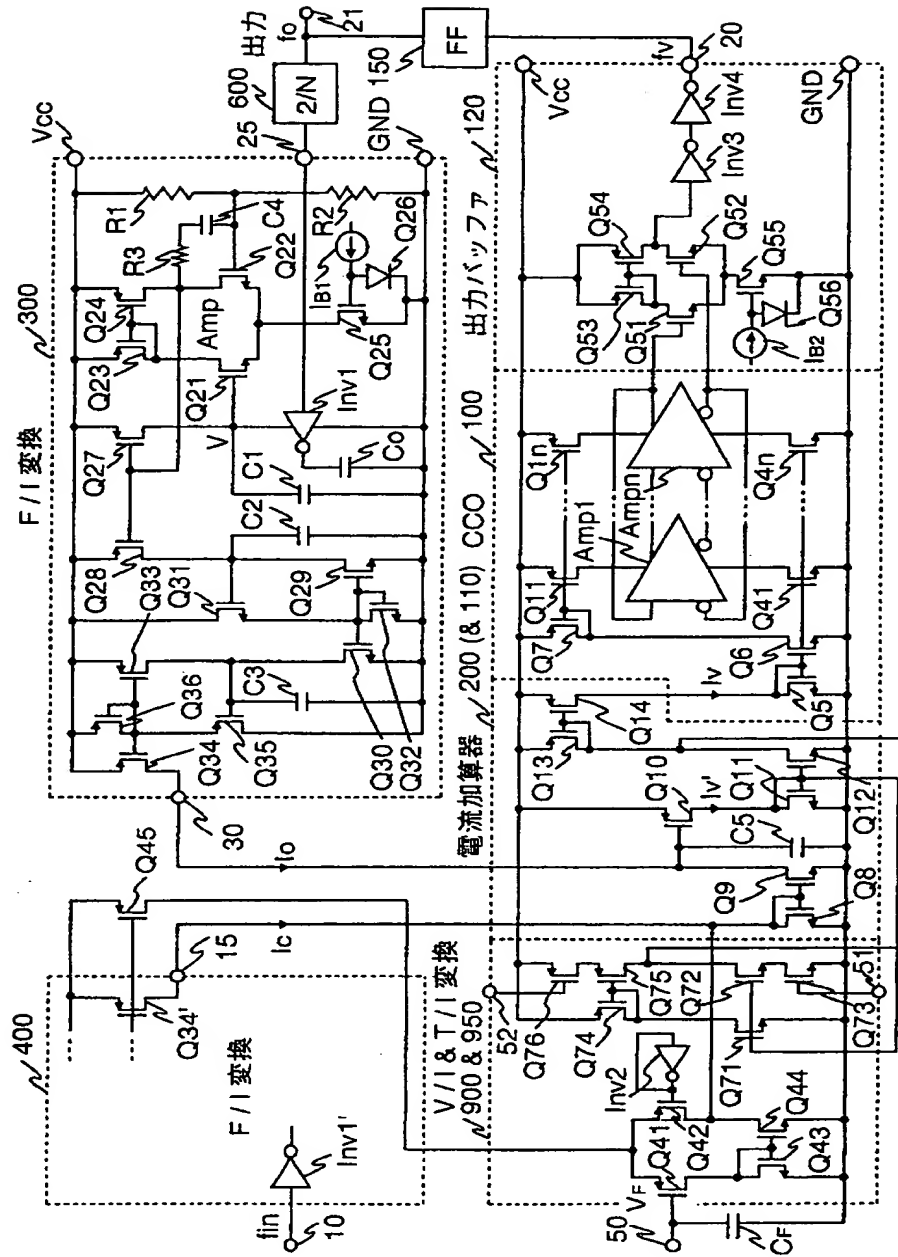 400
F/I変換
fin
10
Inv1'
Q34'
15
Ic
Q45
30
Io
F/I変換
300
Vcc
Q36
Q33
Q34
Q35
C3
Q30
Q32
Q28
Q31
C2
Q29
Q27
V
C1
Q23
Q24
Q21
Amp
R3
C4
R1
Q22
R2
IB1
Q26
Q25
Inv1
Co
25
600
2/N
出力
fo
21
GND
150
FF
fv
20
V/I & T/I変換
900 & 950
50
VF
CF
Q41
Q42
Inv2
Q43
Q44
52
Q76
Q74
Q75
Q71
Q72
Q73
51
電流加算器
200 (& 110)
Q9
Q8
Q10
Iv'
C5
Q11
Q12
Q13
Q14
CCO
100
Iv
Q5
Q6
Q7
Q11
Q1n
Amp1
Ampn
Q41
Q4n
出力バッファ
120
Vcc
Q53
Q54
Q51
Q52
Q55
IB2
Q56
Inv3
Inv4
GND